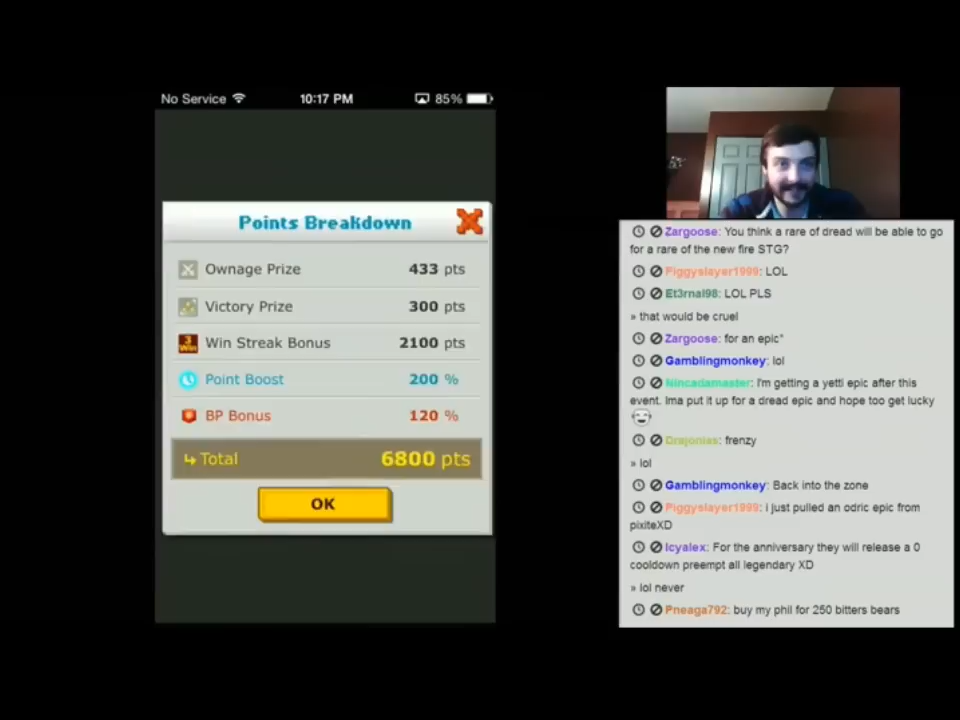 No Service 10:17 PM 85%
Points Breakdown
Ownage Prize 433 pts
Victory Prize 300 pts
3 Win
Win Streak Bonus 2100 pts
Point Boost 200 %
BP Bonus 120 %
↳ Total 6800 pts
OK
Zargoose: You think a rare of dread will be able to go
for a rare of the new fire STG?
Piggyslayer1999: LOL
Et3rnal98: LOL PLS
» that would be cruel
Zargoose: for an epic*
Gamblingmonkey: lol
Nincadamaster: I'm getting a yetti epic after this
event. Ima put it up for a dread epic and hope too get lucky
Drajonias: frenzy
» lol
Gamblingmonkey: Back into the zone
Piggyslayer1999: i just pulled an odric epic from
pixiteXD
Icyalex: For the anniversary they will release a 0
cooldown preempt all legendary XD
» lol never
Pneaga792: buy my phil for 250 bitters bears